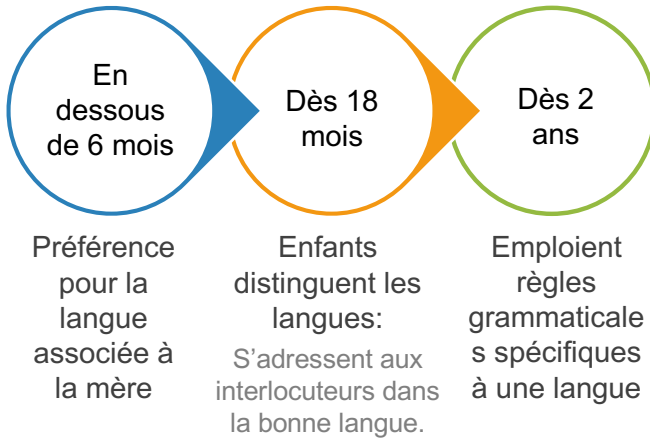 En
dessous
de 6 mois
Préférence
pour la
langue
associée à
la mère
Dès 18
mois
Enfants
distinguent les
langues:
S'adressent aux
interlocuteurs dans
la bonne langue.
Dès 2
ans
Emploient
règles
grammaticale
s spécifiques
à une langue